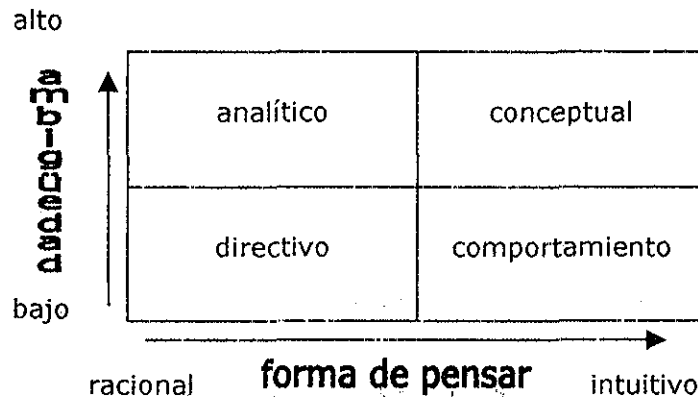 alto
ambigüedad
analítico conceptual
directivo comportamiento
bajo
racional forma de pensar intuitivo